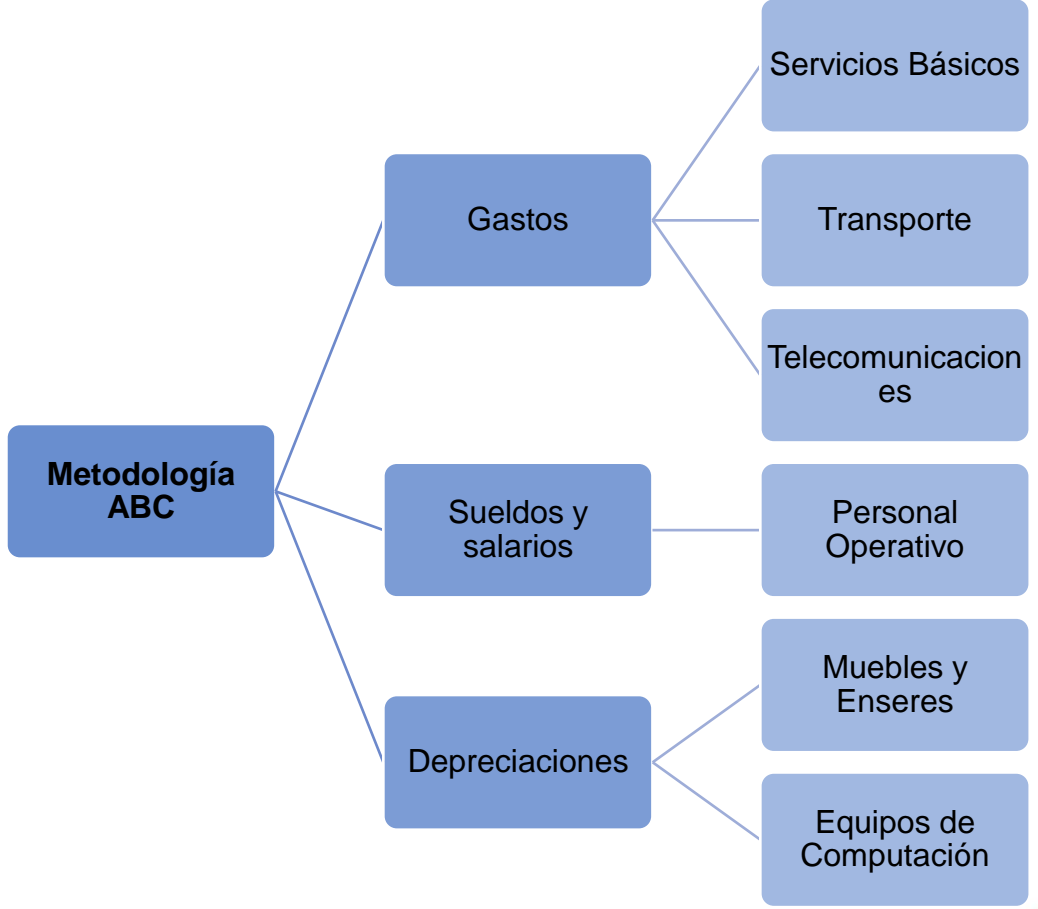 Metodología
ABC
Gastos
Servicios Básicos
Transporte
Telecomunicacion
es
Sueldos y
salarios
Personal
Operativo
Depreciaciones
Muebles y
Enseres
Equipos de
Computación